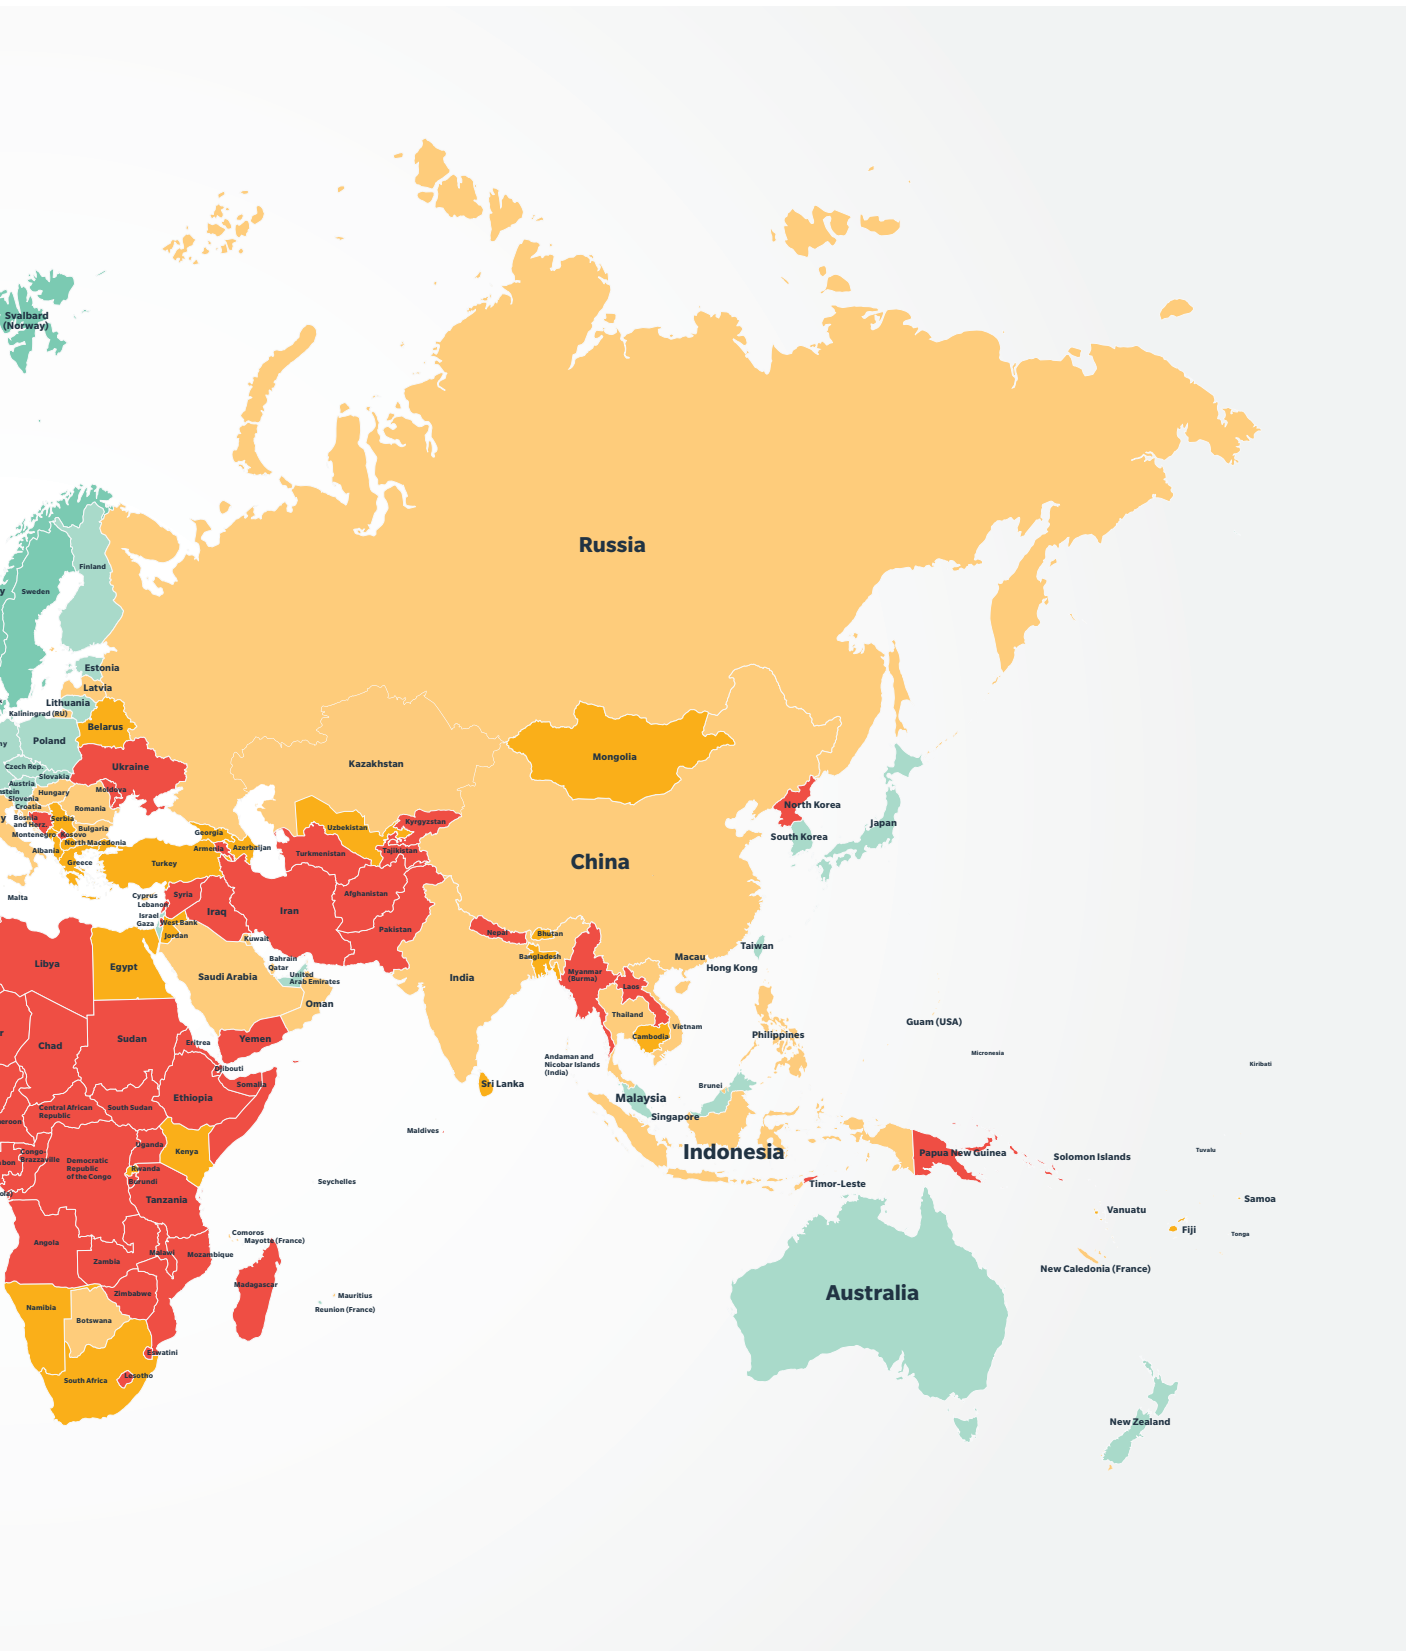 Svalbard
(Norway)
Russia
Finland
y
Sweden
Estonia
Latvia
Lithuania
Kaliningrad (RU)
Belarus
ny
Poland
Ukraine
Czech Rep.
Slovakia
Austria
nstein
Hungary
Moldova
Slovenia
Croatia
Romania
Bosnia
and Herz.
y
Serbia
Bulgaria
Montenegro
Kosovo
North Macedonia
Albania
Greece
Malta
Kazakhstan
Mongolia
Georgia
Armenia
Azerbaijan
Turkey
Uzbekistan
Kyrgyzstan
Turkmenistan
Tajikistan
North Korea
South Korea
Japan
China
Cyprus
Lebanon
Syria
Israel
Gaza
West Bank
Jordan
Iraq
Iran
Afghanistan
Pakistan
Kuwait
Nepal
Bhutan
Bangladesh
Libya
Egypt
Saudi Arabia
Bahrain
Qatar
United
Arab Emirates
Oman
India
Myanmar
(Burma)
Laos
Macau
Hong Kong
Taiwan
Thailand
Vietnam
Cambodia
Philippines
Guam (USA)
Micronesia
Kiribati
r
Chad
Sudan
Eritrea
Yemen
Djibouti
Somalia
Ethiopia
Andaman and
Nicobar Islands
(India)
Sri Lanka
Brunei
Malaysia
Singapore
Central African
Republic
South Sudan
eroon
Maldives
Indonesia
Papua New Guinea
Solomon Islands
Tuvalu
Uganda
Kenya
Congo-
Brazzaville
bon
Democratic
Republic
of the Congo
Rwanda
Burundi
Tanzania
Seychelles
Timor-Leste
Samoa
Vanuatu
Fiji
Tonga
Angola
Comoros
Mayotte (France)
Malawi
Mozambique
Zambia
Madagascar
Zimbabwe
Mauritius
Reunion (France)
New Caledonia (France)
Australia
Namibia
Botswana
Eswatini
Lesotho
South Africa
New Zealand